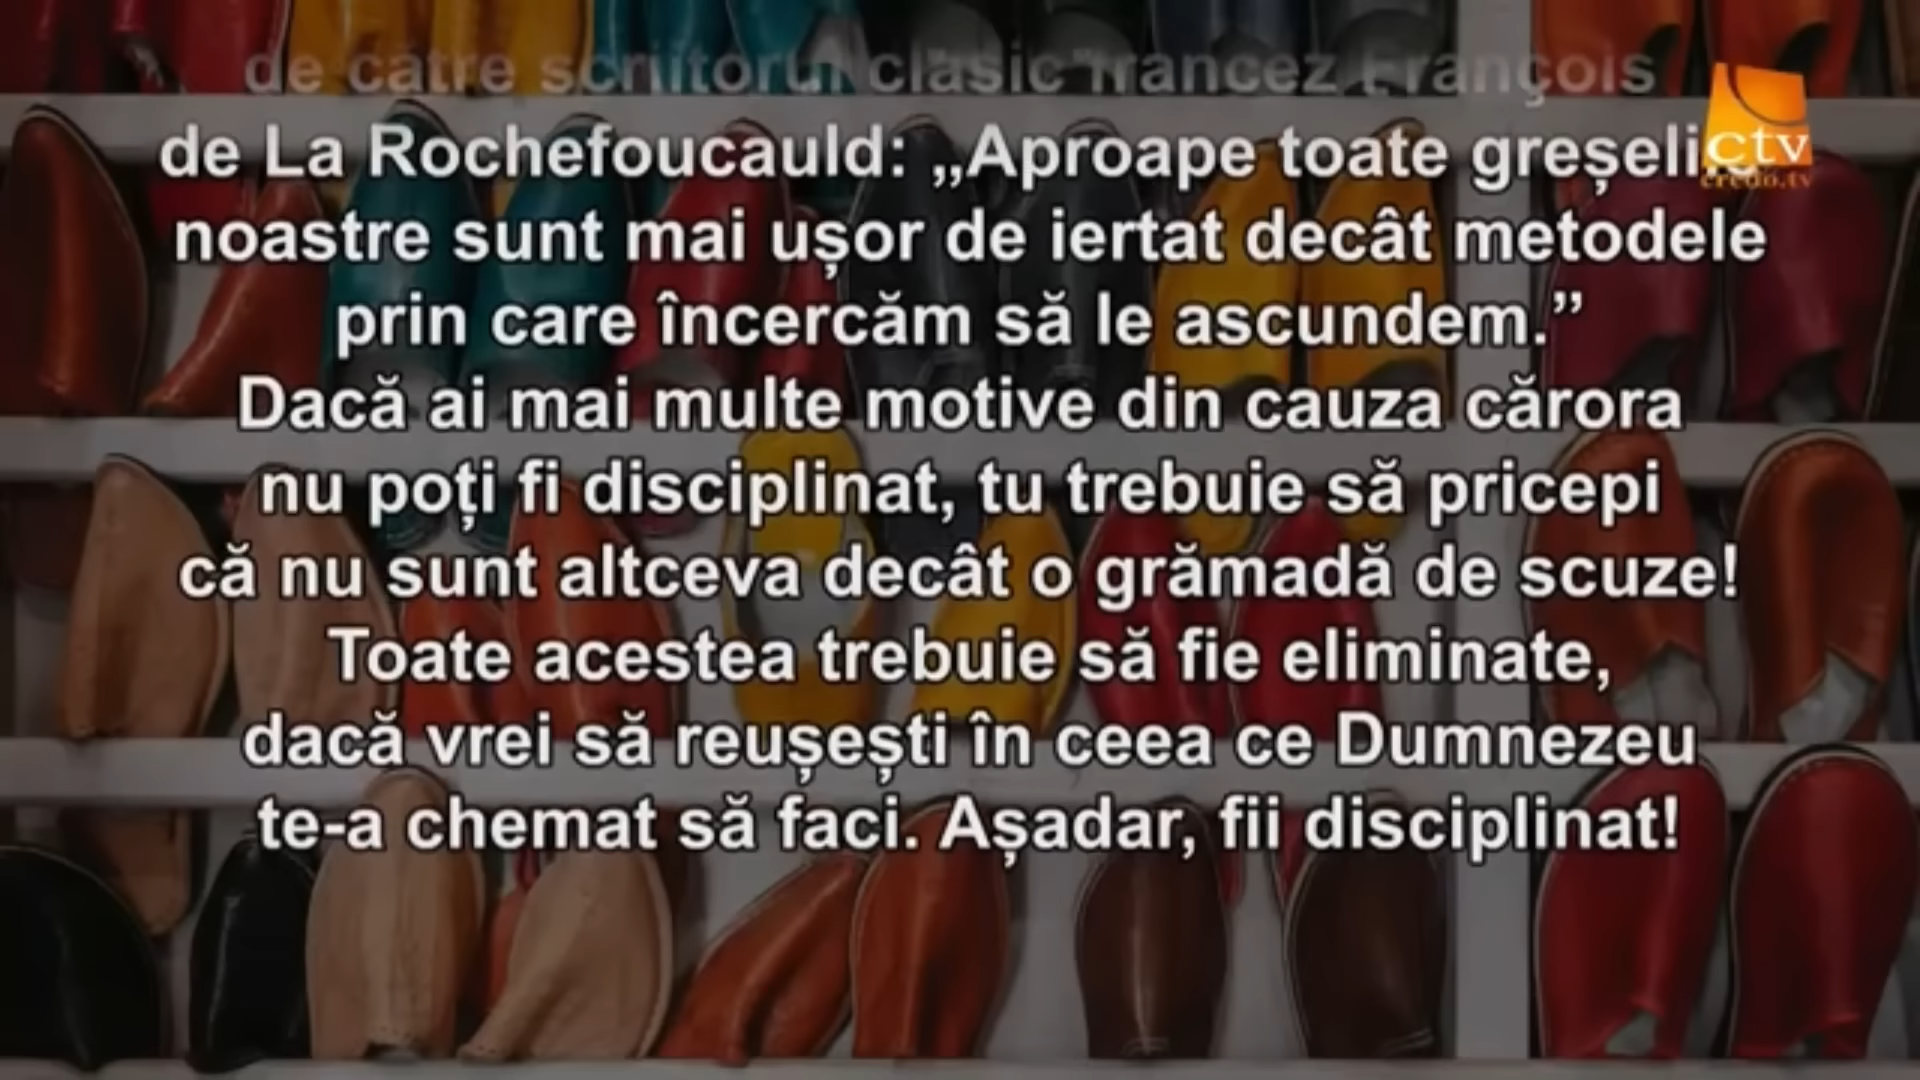 de către scriitorul clasic francez François
de La Rochefoucauld: „Aproape toate greșelile
noastre sunt mai ușor de iertat decât metodele
prin care încercăm să le ascundem.”
Dacă ai mai multe motive din cauza cărora
nu poți fi disciplinat, tu trebuie să pricepi
că nu sunt altceva decât o grămadă de scuze!
Toate acestea trebuie să fie eliminate,
dacă vrei să reușești în ceea ce Dumnezeu
te-a chemat să faci. Așadar, fii disciplinat!
ctv
credo.tv